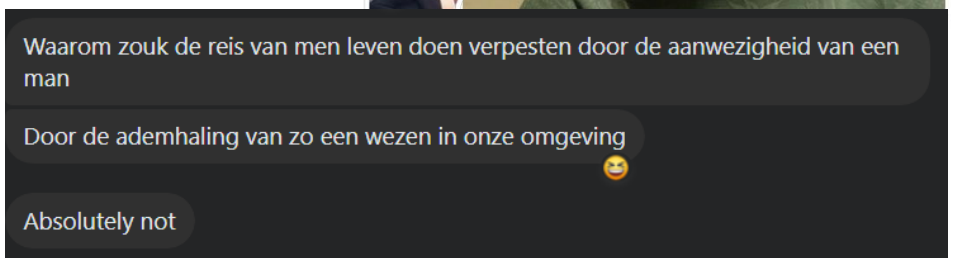 Waarom zouk de reis van men leven doen verpesten door de aanwezigheid van een
man
Door de ademhaling van zo een wezen in onze omgeving
Absolutely not